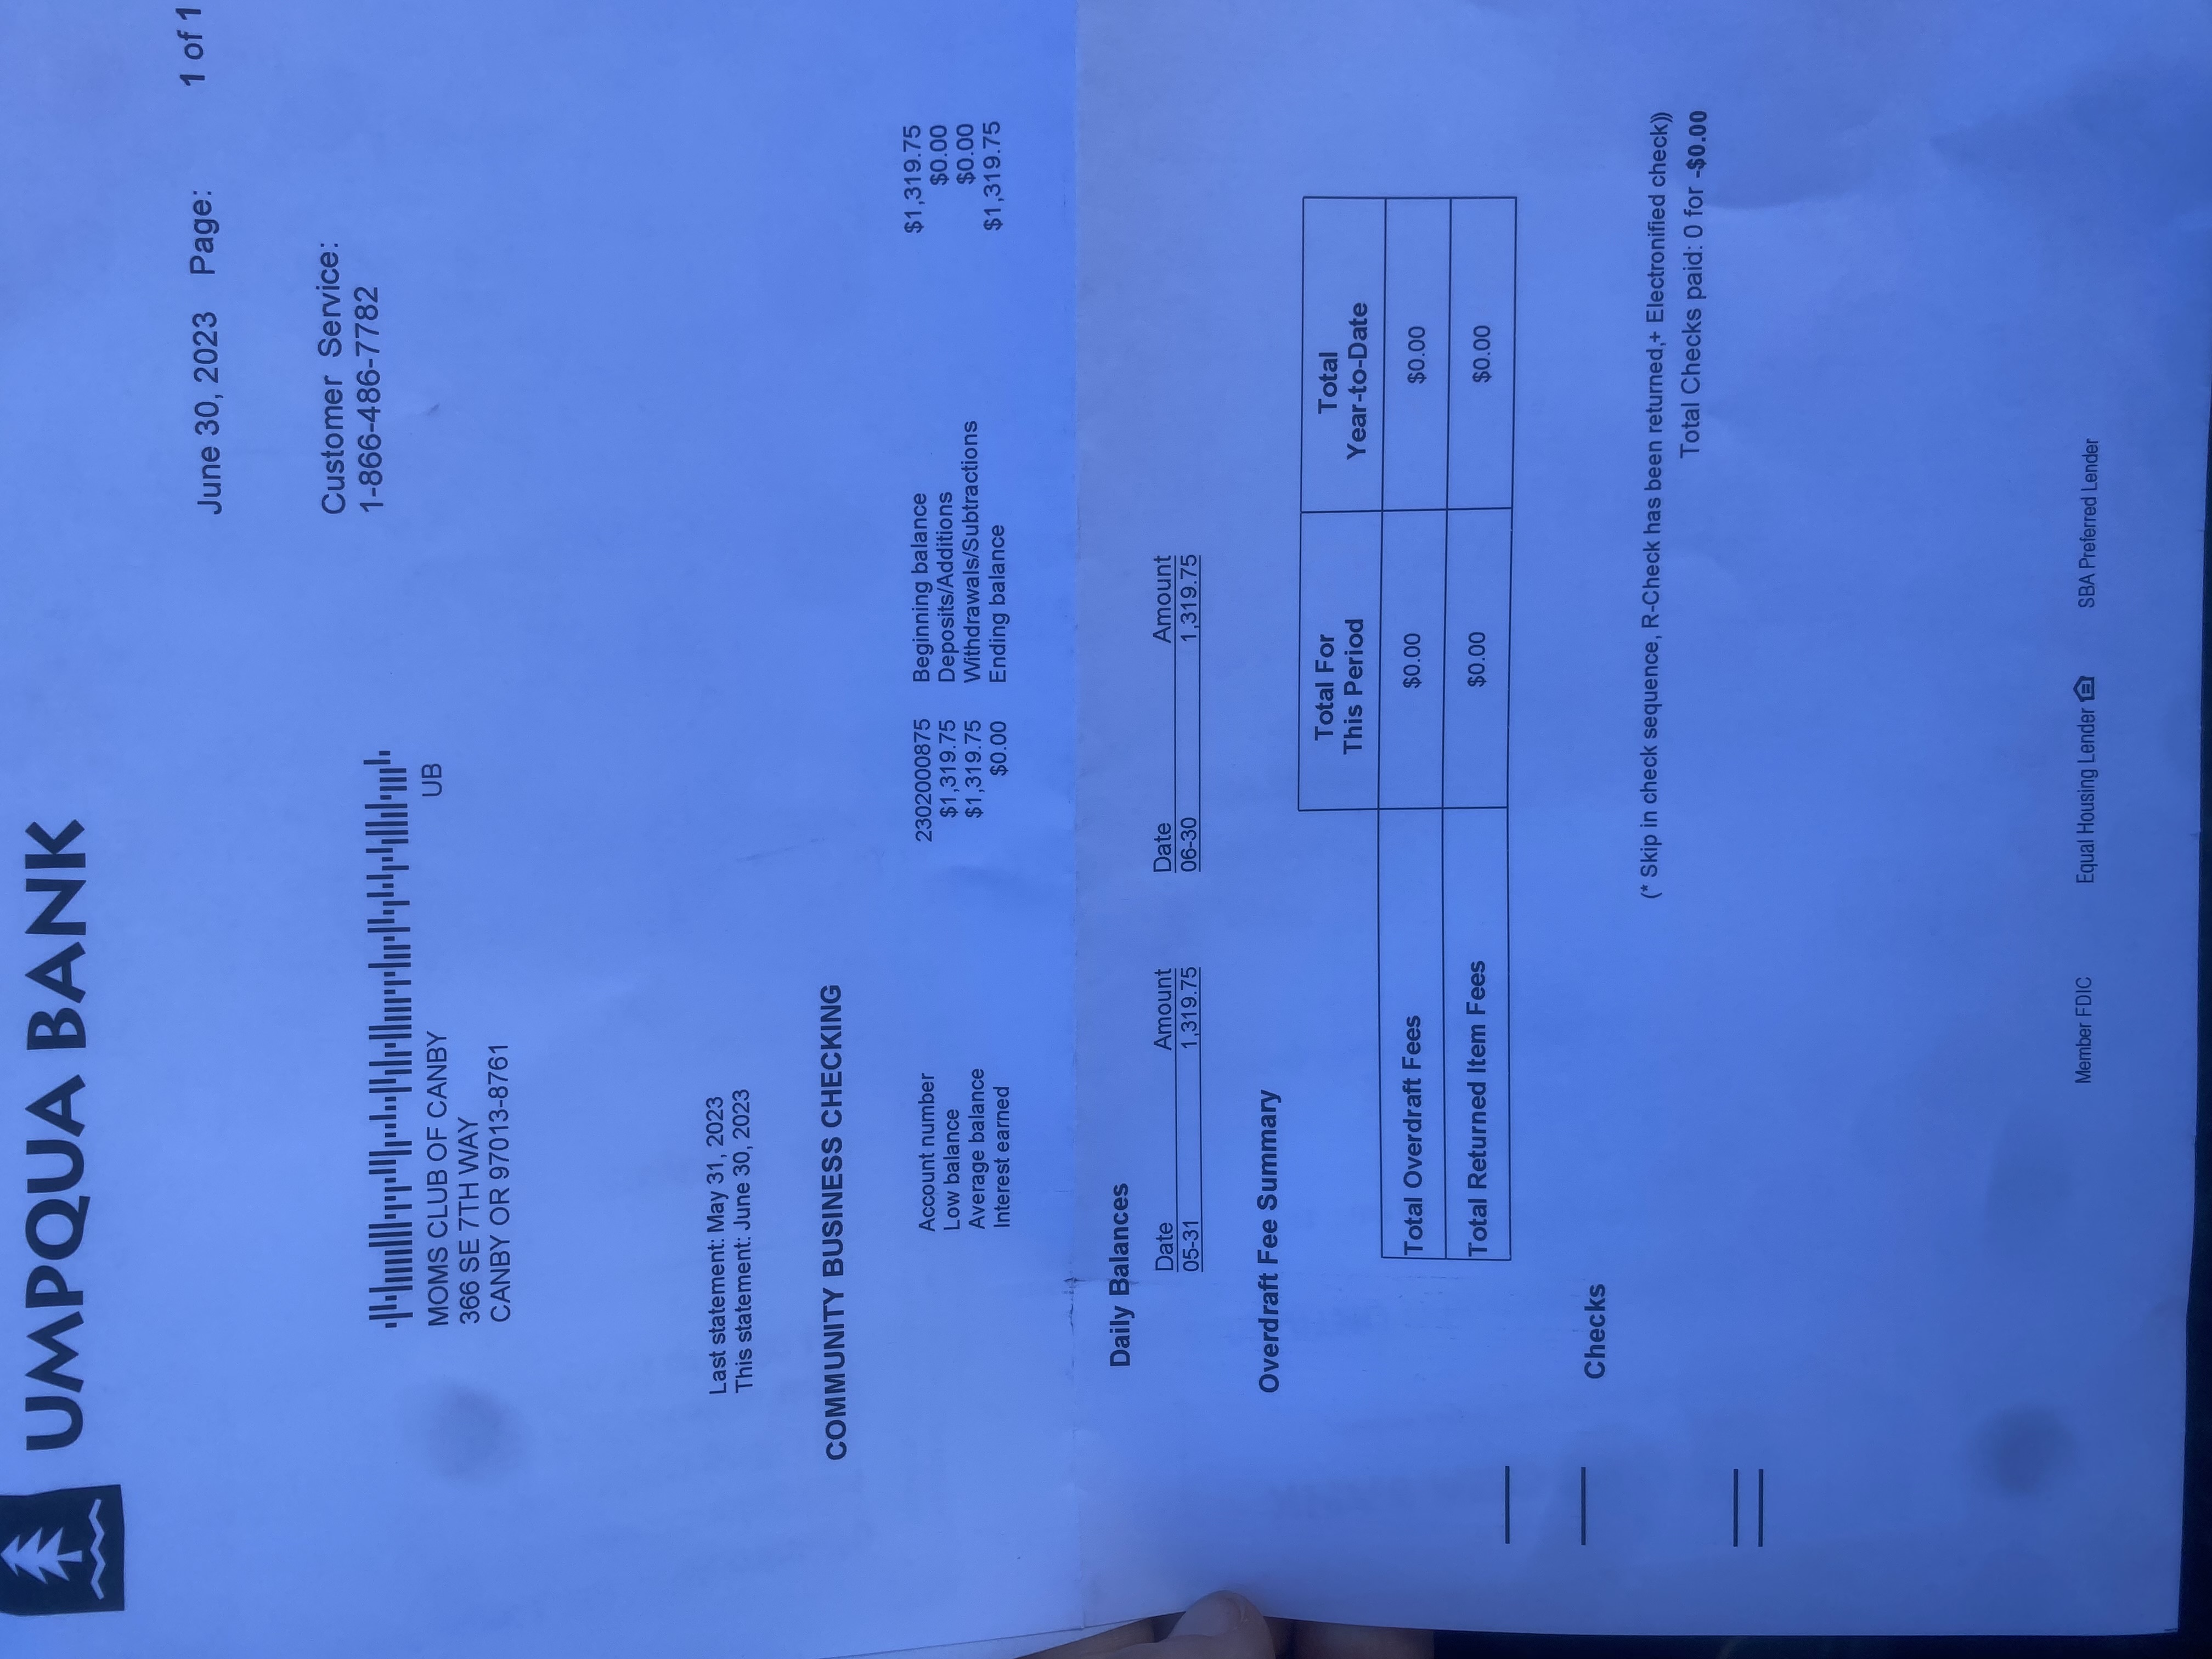 UMPQUA BANK
June 30, 2023 Page: 1 of 1
Customer Service:
1-866-486-7782
MOMS CLUB OF CANBY UB
366 SE 7TH WAY
CANBY OR 97013-8761
Last statement: May 31, 2023
This statement: June 30, 2023
COMMUNITY BUSINESS CHECKING
Account number 2302000875 Beginning balance $1,319.75
Low balance $1,319.75 Deposits/Additions $0.00
Average balance $1,319.75 Withdrawals/Subtractions $0.00
Interest earned $0.00 Ending balance $1,319.75
Daily Balances
Date Amount Date Amount
05-31 1,319.75 06-30 1,319.75
Overdraft Fee Summary
Total For Total
This Period Year-to-Date
Total Overdraft Fees $0.00 $0.00
Total Returned Item Fees $0.00 $0.00
Checks
(* Skip in check sequence, R-Check has been returned,+ Electronified check))
Total Checks paid: 0 for -$0.00
Member FDIC Equal Housing Lender SBA Preferred Lender